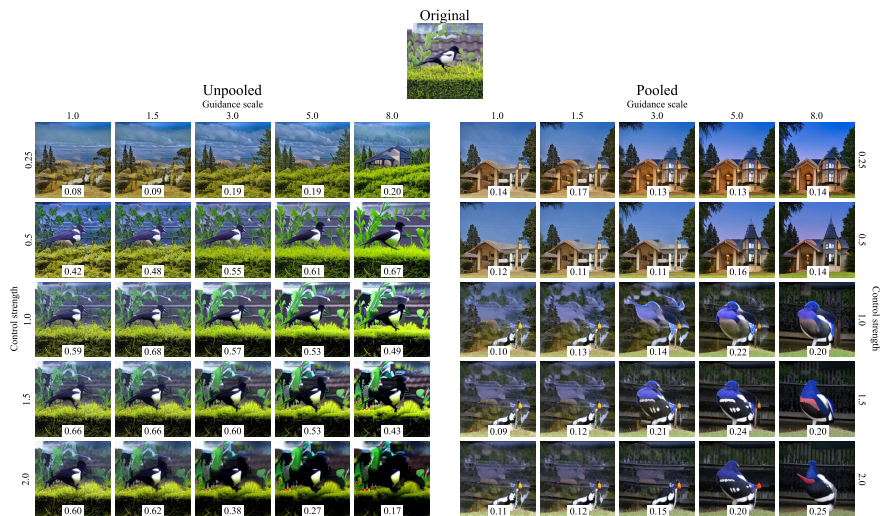 Original
Unpooled
Guidance scale
1.0 1.5 3.0 5.0 8.0
Pooled
Guidance scale
1.0 1.5 3.0 5.0 8.0
Control strength
0.25
0.08 0.09 0.19 0.19 0.20
0.5
0.42 0.48 0.55 0.61 0.67
1.0
0.59 0.68 0.57 0.53 0.49
1.5
0.66 0.66 0.60 0.53 0.43
2.0
0.60 0.62 0.38 0.27 0.17
0.14 0.17 0.13 0.13 0.14
0.25
0.12 0.11 0.11 0.16 0.14
0.5
0.10 0.13 0.14 0.22 0.20
1.0
0.09 0.12 0.21 0.24 0.20
1.5
0.11 0.12 0.15 0.20 0.25
2.0
Control strength